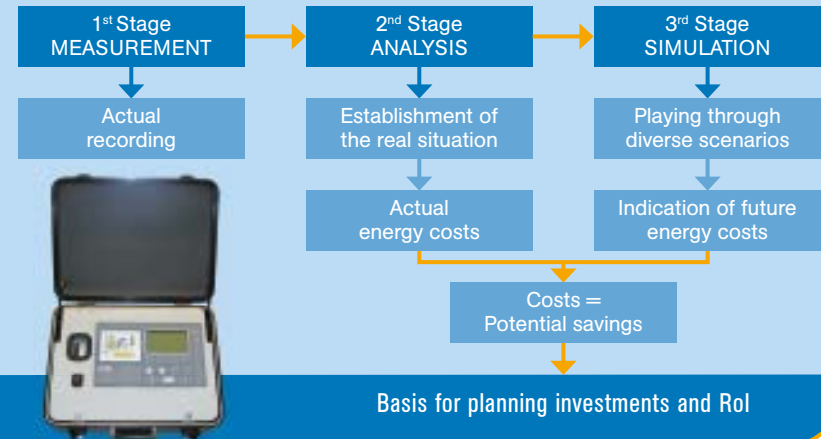 1st Stage
MEASUREMENT
2nd Stage
ANALYSIS
3rd Stage
SIMULATION
Actual
recording
Establishment of
the real situation
Playing through
diverse scenarios
Actual
energy costs
Indication of future
energy costs
Costs =
Potential savings
Basis for planning investments and RoI